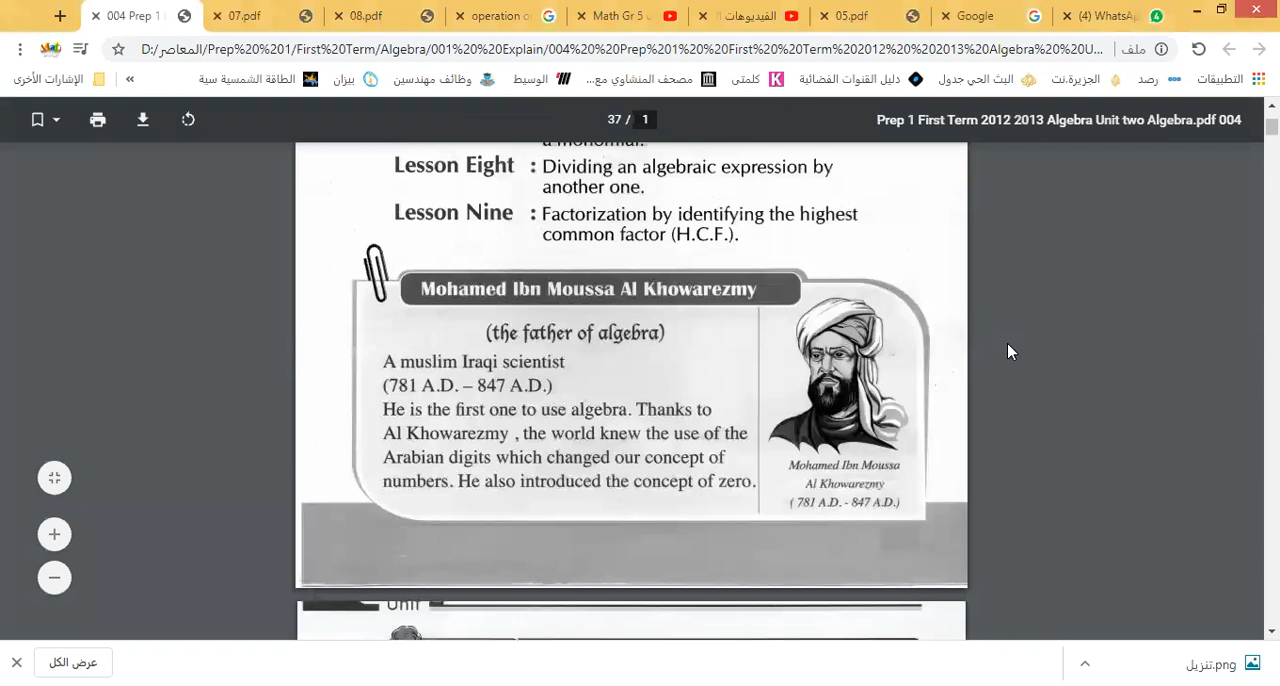 004 Prep 1
07.pdf
08.pdf
operation on
Math Gr 5 u
الفيديوهات
05.pdf
Google
(4) WhatsAp
4
D:/المعاصر/Prep%20%201/First%20Term/Algebra/001%20%20Explain/004%20%20Prep%201%20%20First%20%20Term%202012%20%202013%20Algebra%20%20U...
ملف
التطبيقات
رصد
الجزيرة.نت
البث الحي جدول
دليل القنوات الفضائية
كلمتى
مصحف المنشاوي مع...
الوسيط
وظائف مهندسين
بيزان
الطاقة الشمسية سية
»
الإشارات الأخرى
37 / 1
Prep 1 First Term 2012 2013 Algebra Unit two Algebra.pdf 004
a monomial.
Lesson Eight : Dividing an algebraic expression by
another one.
Lesson Nine : Factorization by identifying the highest
common factor (H.C.F.).
Mohamed Ibn Moussa Al Khowarezmy
(the father of algebra)
A muslim Iraqi scientist
(781 A.D. – 847 A.D.)
He is the first one to use algebra. Thanks to
Al Khowarezmy , the world knew the use of the
Arabian digits which changed our concept of
numbers. He also introduced the concept of zero.
Mohamed Ibn Moussa
Al Khowarezmy
( 781 A.D. - 847 A.D.)
Unit
عرض الكل
تنزيل.png